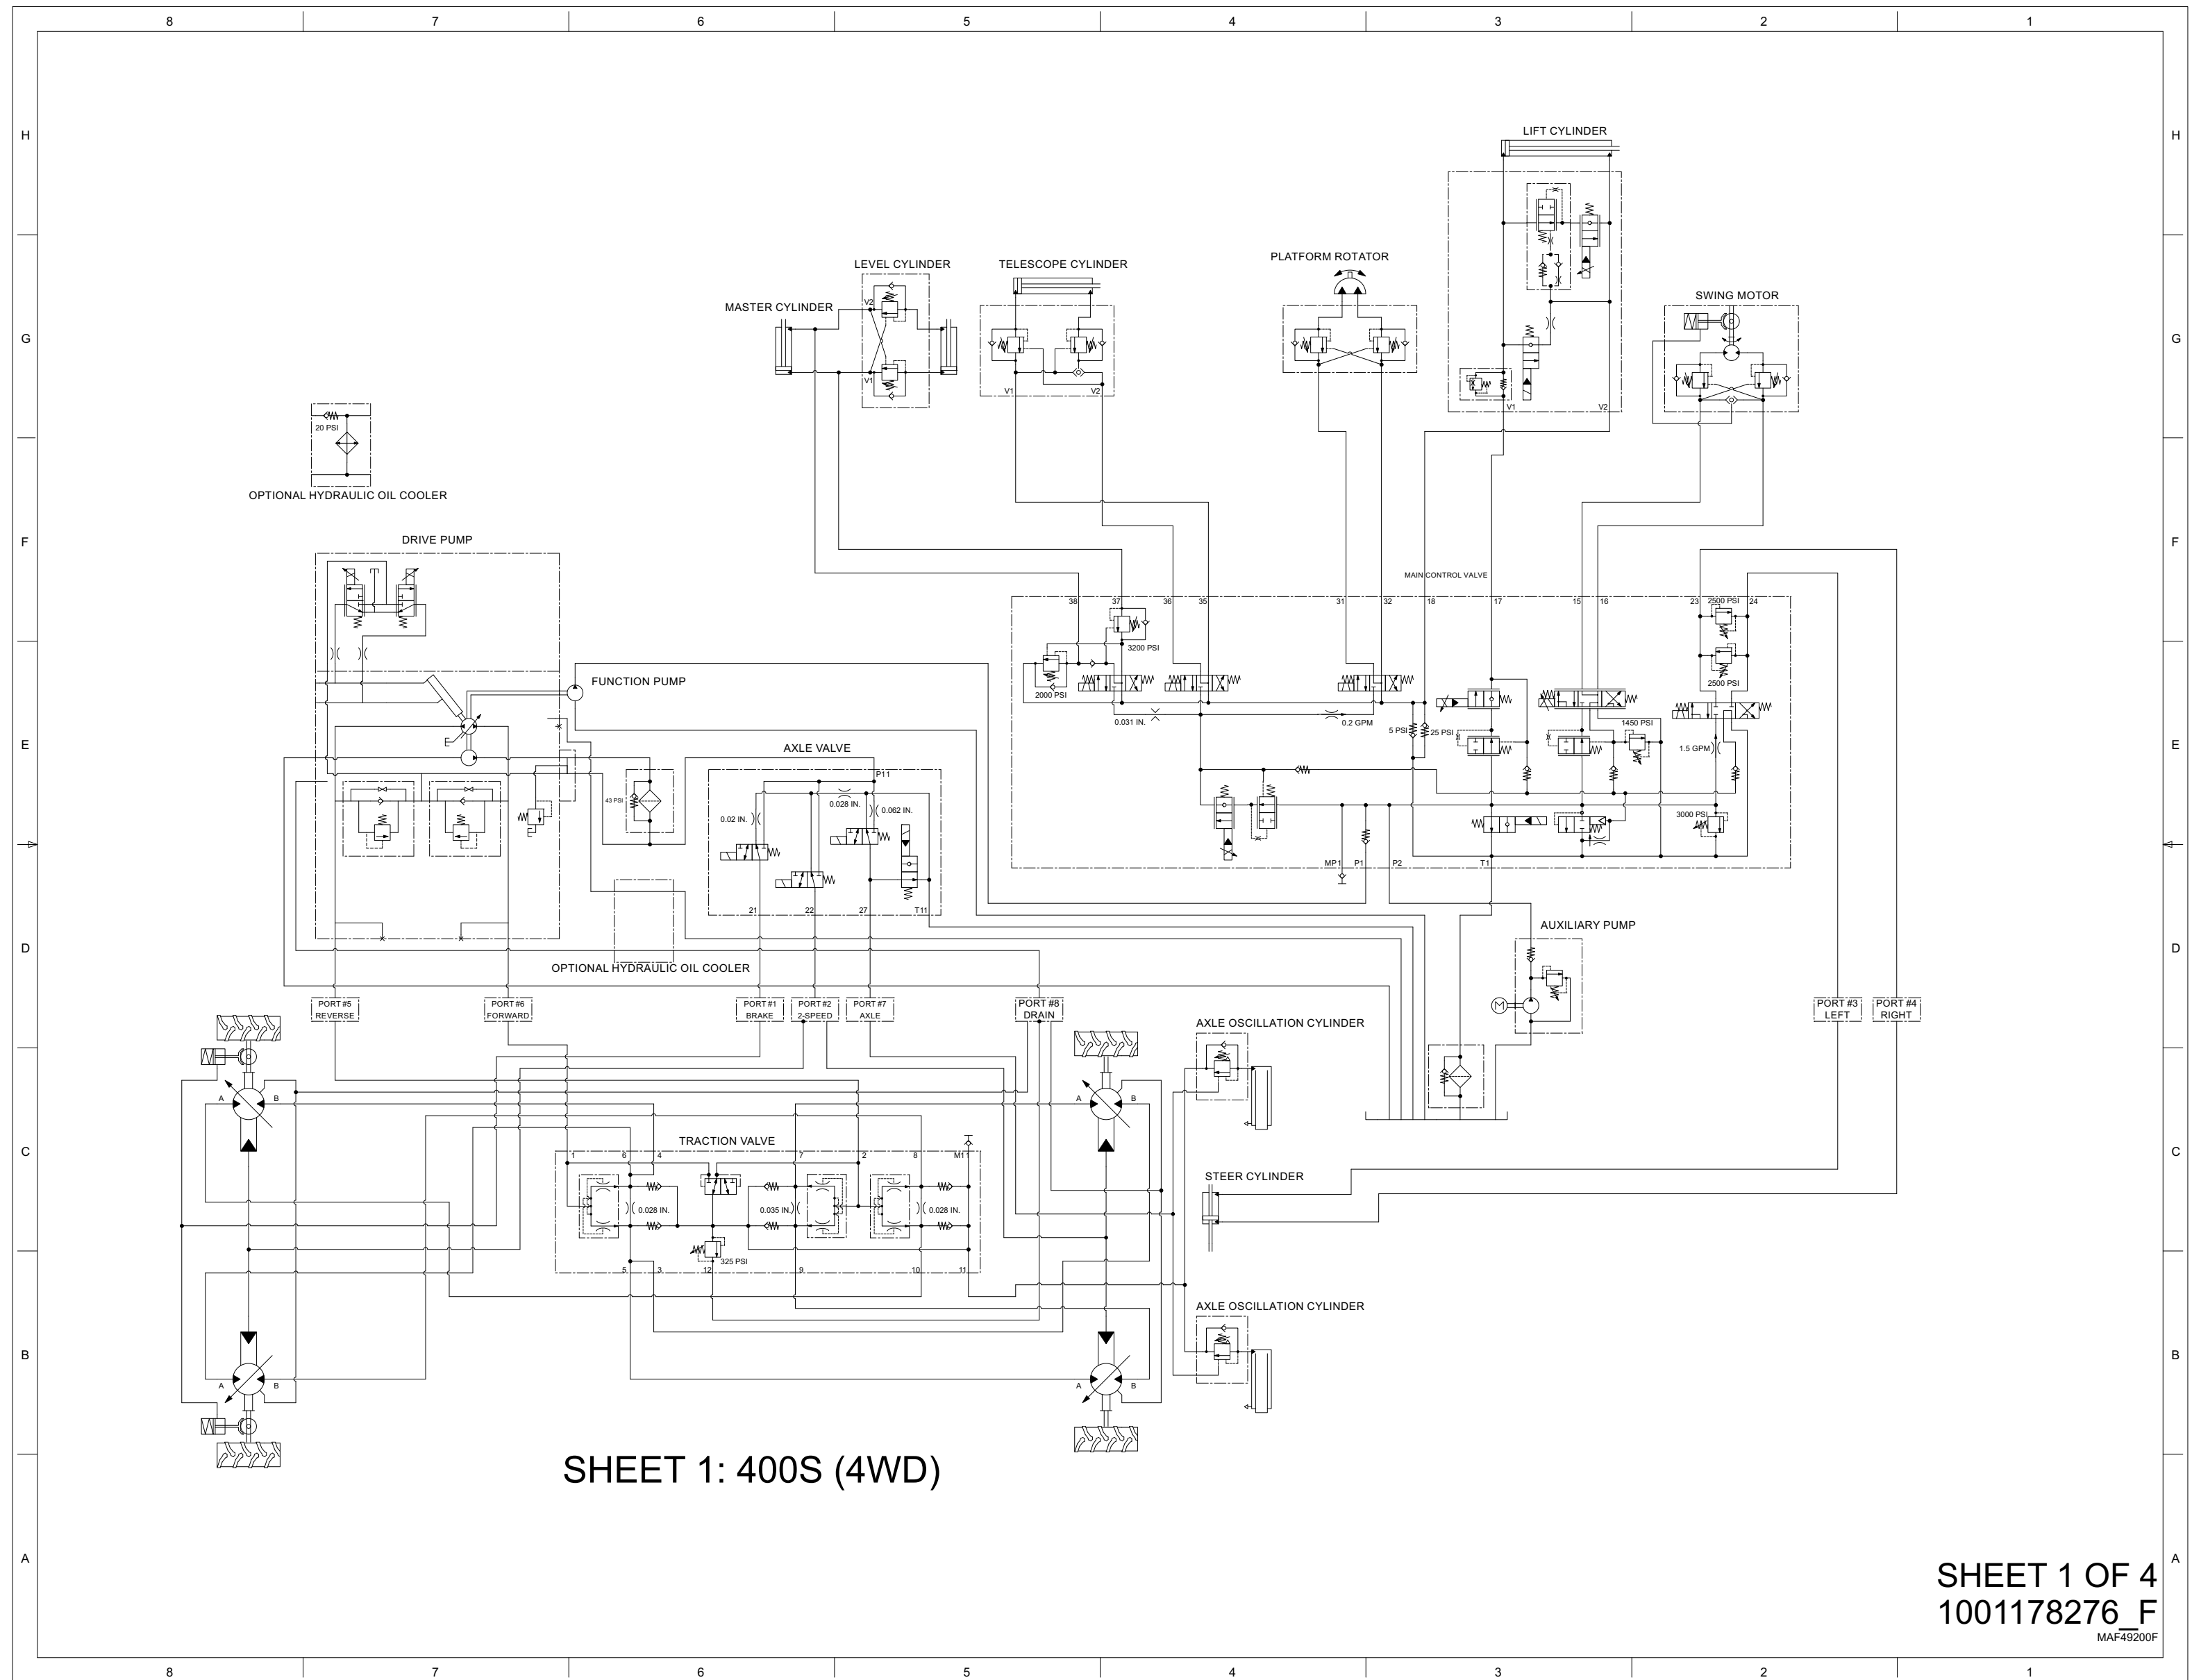 8 7 6 5 4 3 2 1
H H
LIFT CYLINDER
LEVEL CYLINDER
TELESCOPE CYLINDER
PLATFORM ROTATOR
MASTER CYLINDER
SWING MOTOR
V2
V1
V1 V2
V1 V2
G G
20 PSI
OPTIONAL HYDRAULIC OIL COOLER
DRIVE PUMP
F F
MAIN CONTROL VALVE
38 37 36 35 31 32 18 17 15 16 23 24
2500 PSI
3200 PSI
2000 PSI
2500 PSI
FUNCTION PUMP
0.031 IN.
0.2 GPM
5 PSI
25 PSI
1450 PSI
1.5 GPM
E E
AXLE VALVE
P11
43 PSI
0.028 IN.
0.062 IN.
0.02 IN.
3000 PSI
MP1 P1 P2 T1
21 22 27 T11
AUXILIARY PUMP
D D
OPTIONAL HYDRAULIC OIL COOLER
M
PORT #5
REVERSE
PORT #6
FORWARD
PORT #1
BRAKE
PORT #2
2-SPEED
PORT #7
AXLE
PORT #8
DRAIN
PORT #3
LEFT
PORT #4
RIGHT
AXLE OSCILLATION CYLINDER
A B
A B
TRACTION VALVE
1 6 4 7 2 8 M11
C C
STEER CYLINDER
0.028 IN.
0.035 IN.
0.028 IN.
325 PSI
5 3 12 9 10 11
AXLE OSCILLATION CYLINDER
B B
A B
A B
SHEET 1: 400S (4WD)
A A
SHEET 1 OF 4
1001178276_F
MAF49200F
8 7 6 5 4 3 2 1